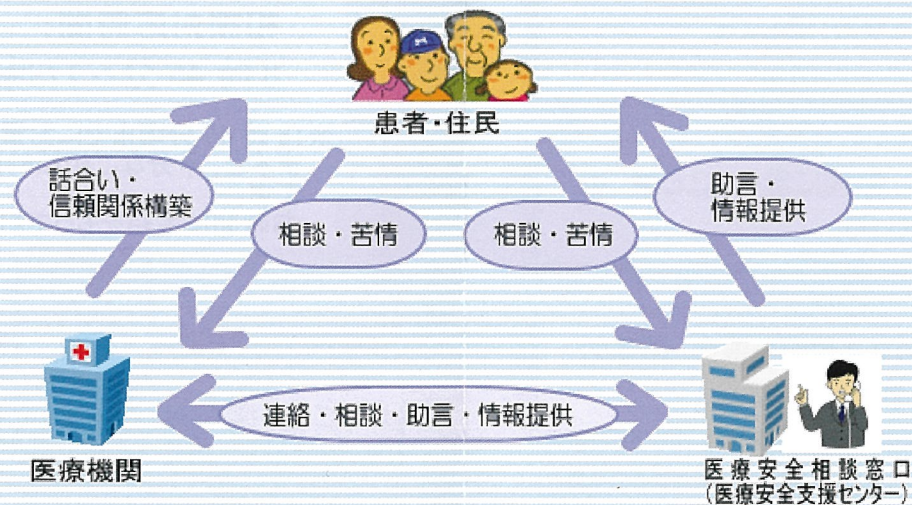 患者・住民
話合い・
信頼関係構築
相談・苦情
相談・苦情
助言・
情報提供
連絡・相談・助言・情報提供
医療機関
医療安全相談窓口
(医療安全支援センター)